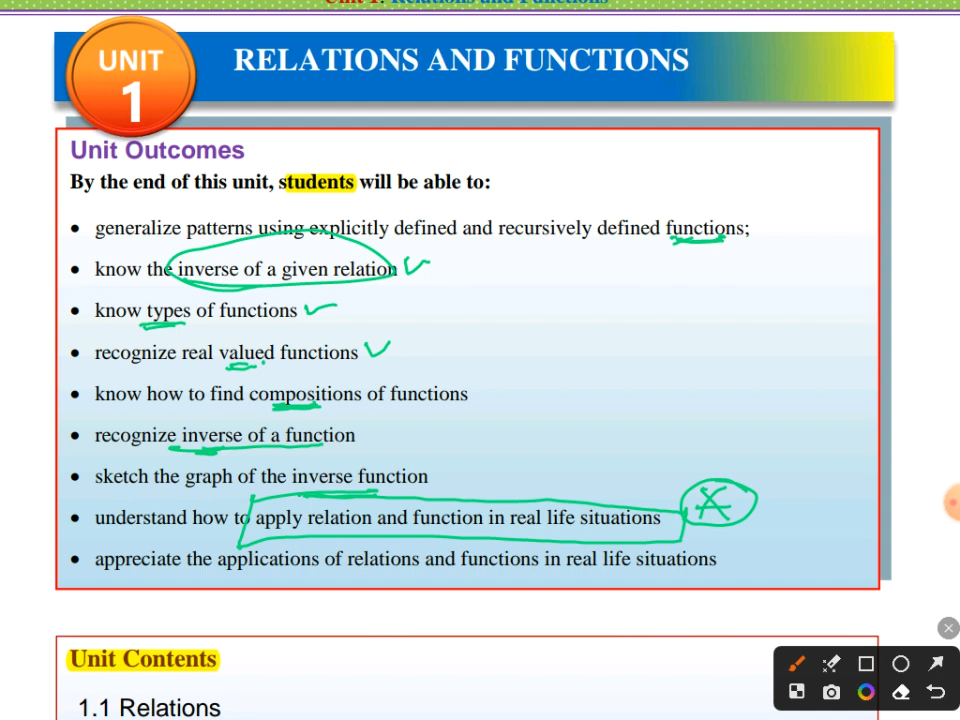 Unit 1: Relations and Functions
UNIT
1
RELATIONS AND FUNCTIONS
Unit Outcomes
By the end of this unit, students will be able to:
• generalize patterns using explicitly defined and recursively defined functions;
• know the inverse of a given relation
• know types of functions
• recognize real valued functions
• know how to find compositions of functions
• recognize inverse of a function
• sketch the graph of the inverse function
• understand how to apply relation and function in real life situations
• appreciate the applications of relations and functions in real life situations
Unit Contents
1.1 Relations